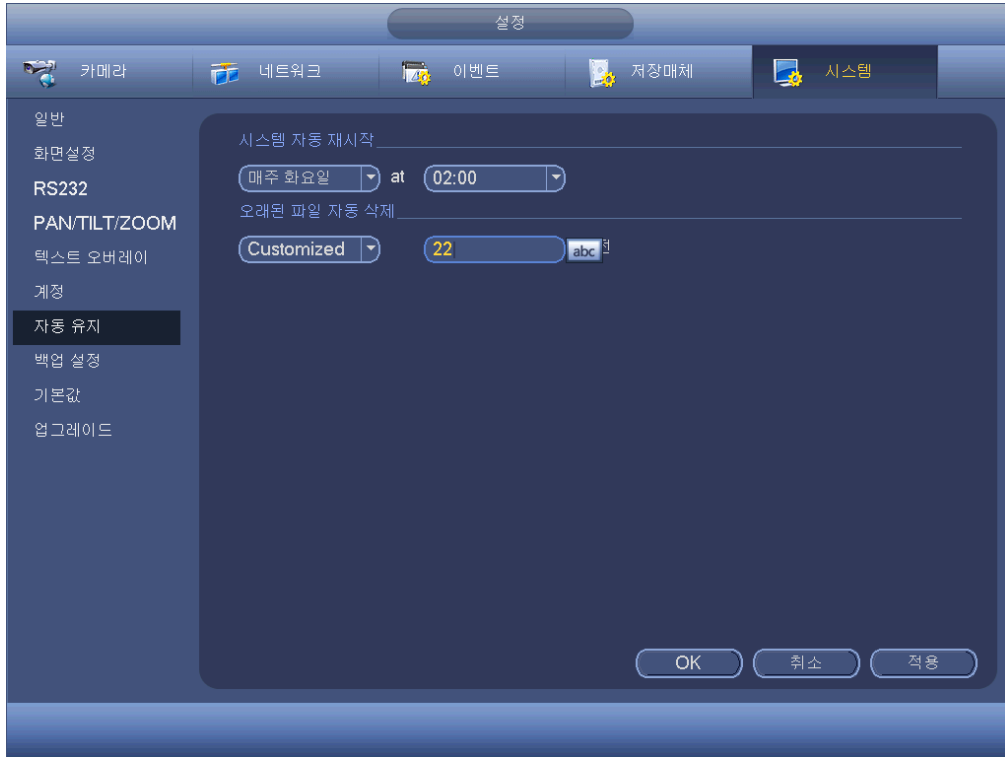 설정
카메라 네트워크 이벤트 저장매체 시스템
일반
화면설정
RS232
PAN/TILT/ZOOM
텍스트 오버레이
계정
자동 유지
백업 설정
기본값
업그레이드
시스템 자동 재시작
매주 화요일 at 02:00
오래된 파일 자동 삭제
Customized 22 abc
OK 취소 적용